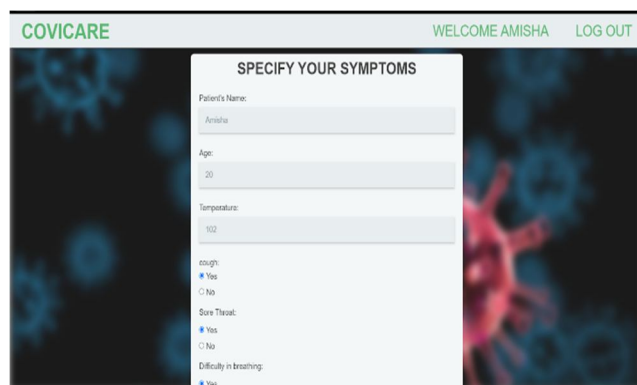 COVICARE WELCOME AMISHA LOG OUT
SPECIFY YOUR SYMPTOMS
Patient's Name:
Amisha
Age:
20
Temperature:
102
cough:
Yes
No
Sore Throat:
Yes
No
Difficulty in breathing:
Yes